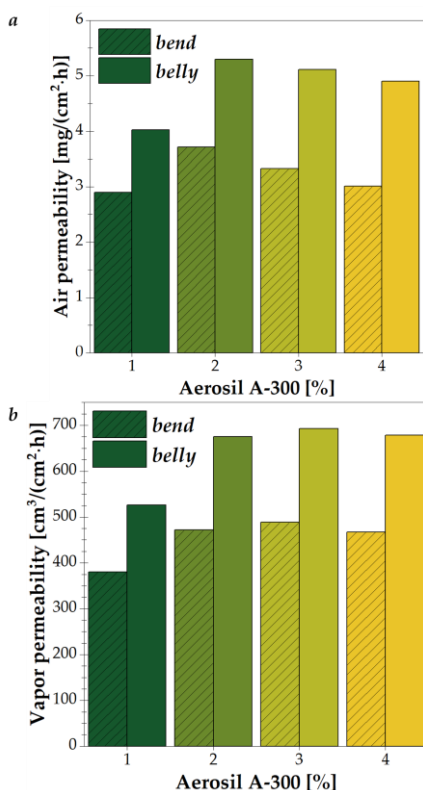 a
bend
belly
Air permeability [mg/(cm²·h)]
6
5
4
3
2
1
0
1 2 3 4
Aerosil A-300 [%]
b
bend
belly
Vapor permeability [cm³/(cm²·h)]
700
600
500
400
300
200
100
0
1 2 3 4
Aerosil A-300 [%]